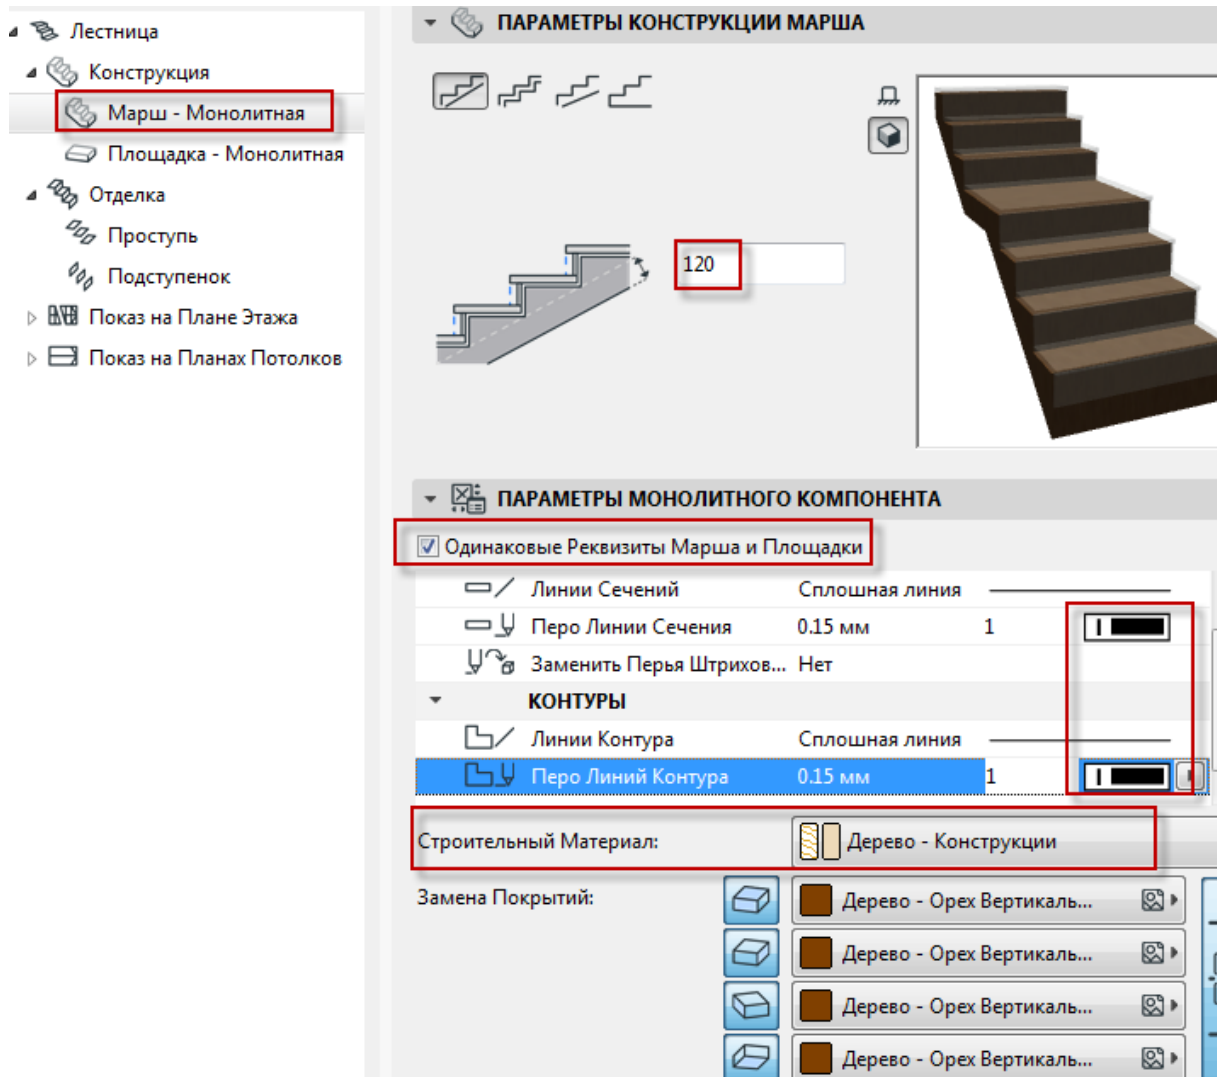 Лестница
Конструкция
Марш - Монолитная
Площадка - Монолитная
Отделка
Проступь
Подступенок
Показ на Плане Этажа
Показ на Планах Потолков
ПАРАМЕТРЫ КОНСТРУКЦИИ МАРША
120
ПАРАМЕТРЫ МОНОЛИТНОГО КОМПОНЕНТА
Одинаковые Реквизиты Марша и Площадки
Линии Сечений Сплошная линия
Перо Линии Сечения 0.15 мм 1
Заменить Перья Штрихов... Нет
КОНТУРЫ
Линии Контура Сплошная линия
Перо Линий Контура 0.15 мм 1
Строительный Материал: Дерево - Конструкции
Замена Покрытий: Дерево - Орех Вертикаль...
Дерево - Орех Вертикаль...
Дерево - Орех Вертикаль...
Дерево - Орех Вертикаль...